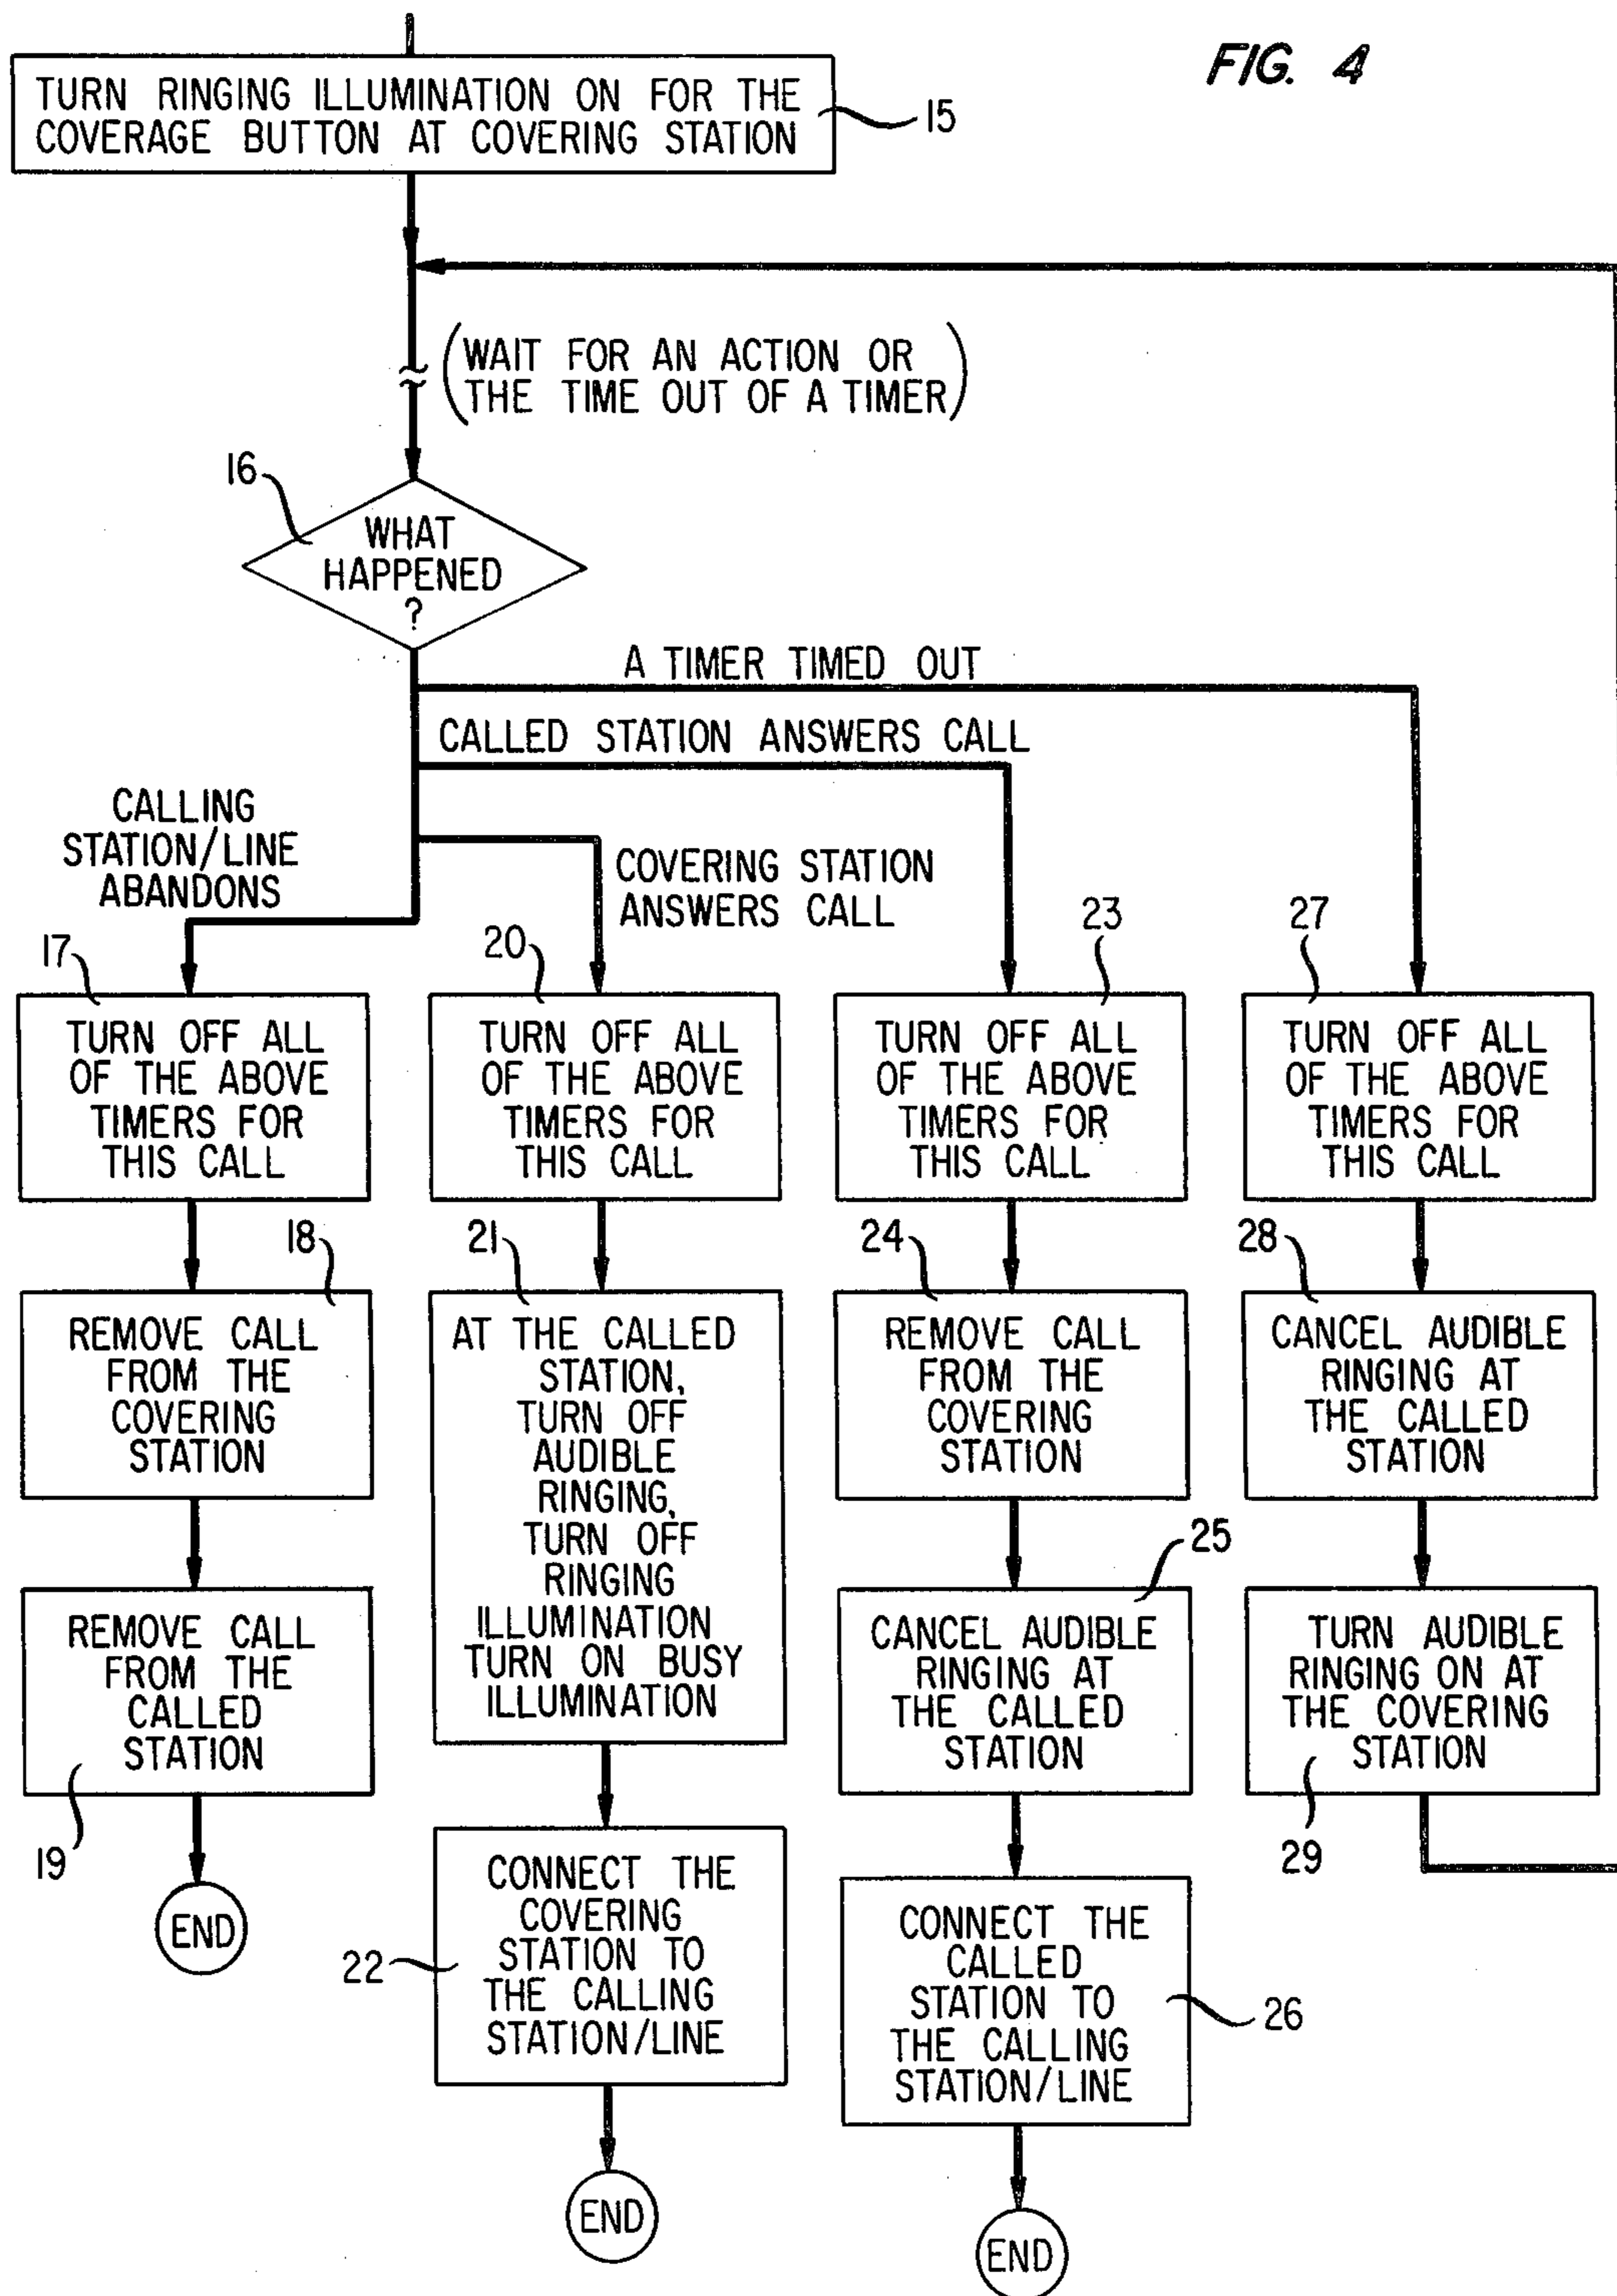 FIG. 4
TURN RINGING ILLUMINATION ON FOR THE
COVERAGE BUTTON AT COVERING STATION
15
(WAIT FOR AN ACTION OR
THE TIME OUT OF A TIMER)
16
WHAT
HAPPENED
?
A TIMER TIMED OUT
CALLED STATION ANSWERS CALL
CALLING
STATION/LINE
ABANDONS
COVERING STATION
ANSWERS CALL
17
TURN OFF ALL
OF THE ABOVE
TIMERS FOR
THIS CALL
18
REMOVE CALL
FROM THE
COVERING
STATION
REMOVE CALL
FROM THE
CALLED
STATION
19
END
20
TURN OFF ALL
OF THE ABOVE
TIMERS FOR
THIS CALL
21
AT THE CALLED
STATION,
TURN OFF
AUDIBLE
RINGING,
TURN OFF
RINGING
ILLUMINATION
TURN ON BUSY
ILLUMINATION
CONNECT THE
COVERING
STATION TO
THE CALLING
STATION/LINE
22
END
23
TURN OFF ALL
OF THE ABOVE
TIMERS FOR
THIS CALL
24
REMOVE CALL
FROM THE
COVERING
STATION
25
CANCEL AUDIBLE
RINGING AT
THE CALLED
STATION
CONNECT THE
CALLED
STATION TO
THE CALLING
STATION/LINE
26
END
27
TURN OFF ALL
OF THE ABOVE
TIMERS FOR
THIS CALL
28
CANCEL AUDIBLE
RINGING AT
THE CALLED
STATION
TURN AUDIBLE
RINGING ON AT
THE COVERING
STATION
29